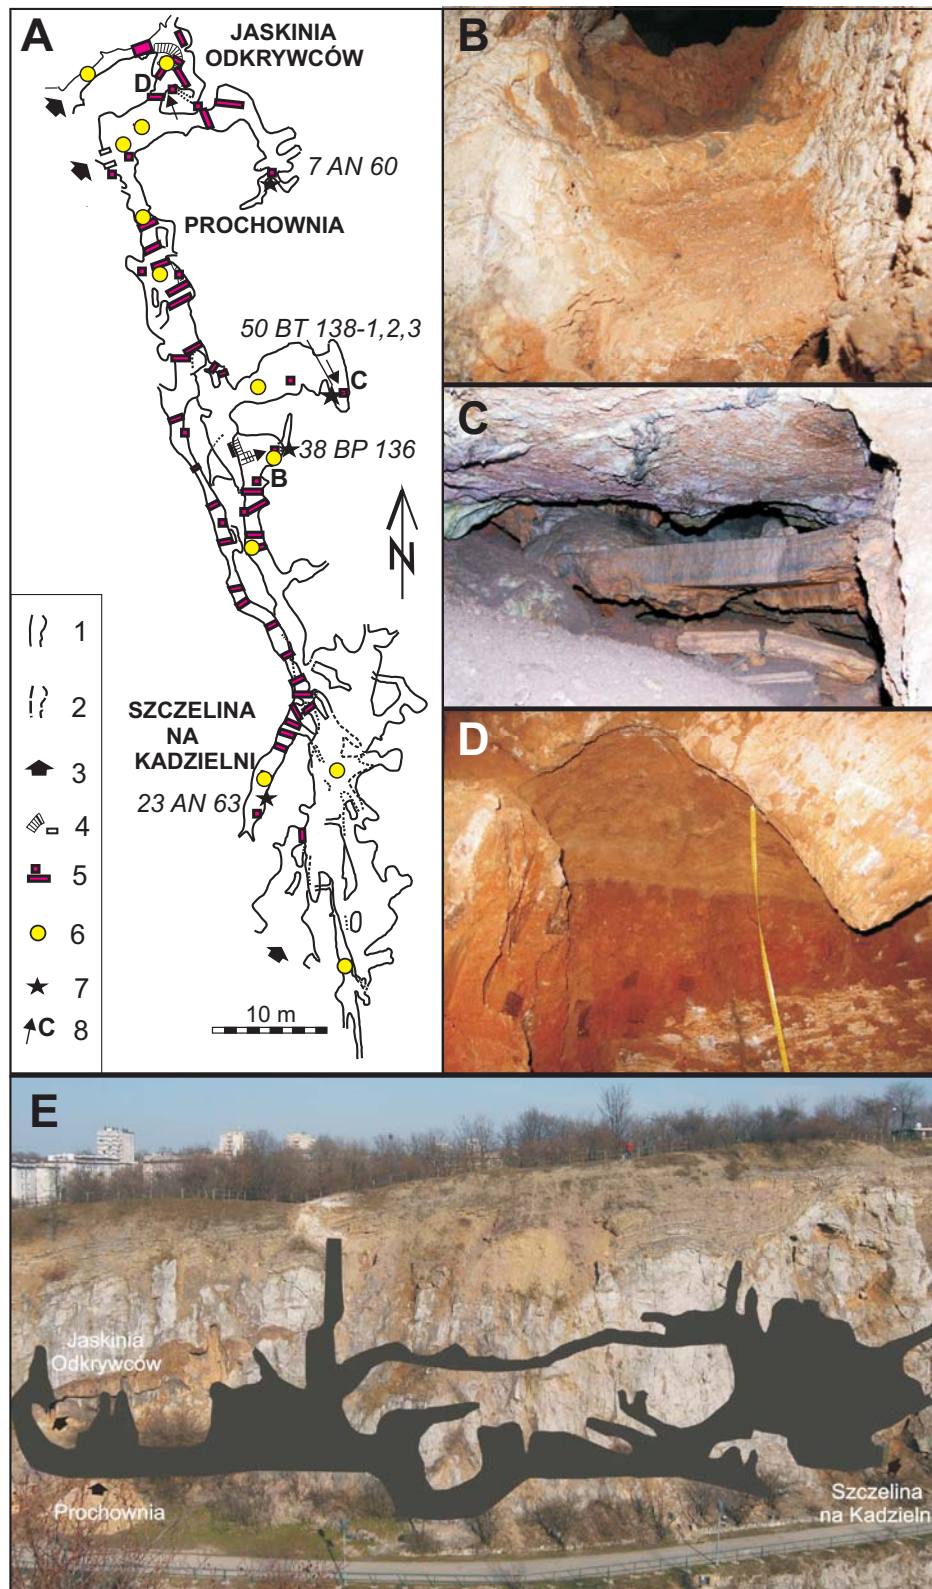 A
JASKINIA
ODKRYWCÓW
D
7 AN 60
PROCHOWNIA
50 BT 138-1,2,3
C
38 BP 136
B
N
SZCZELINA
NA
KADZIELNI
23 AN 63
10 m
1
2
3
4
5
6
7
C 8
B
C
D
E
Jaskinia
Odkrywców
Prochownia
Szczelina
na Kadzieln